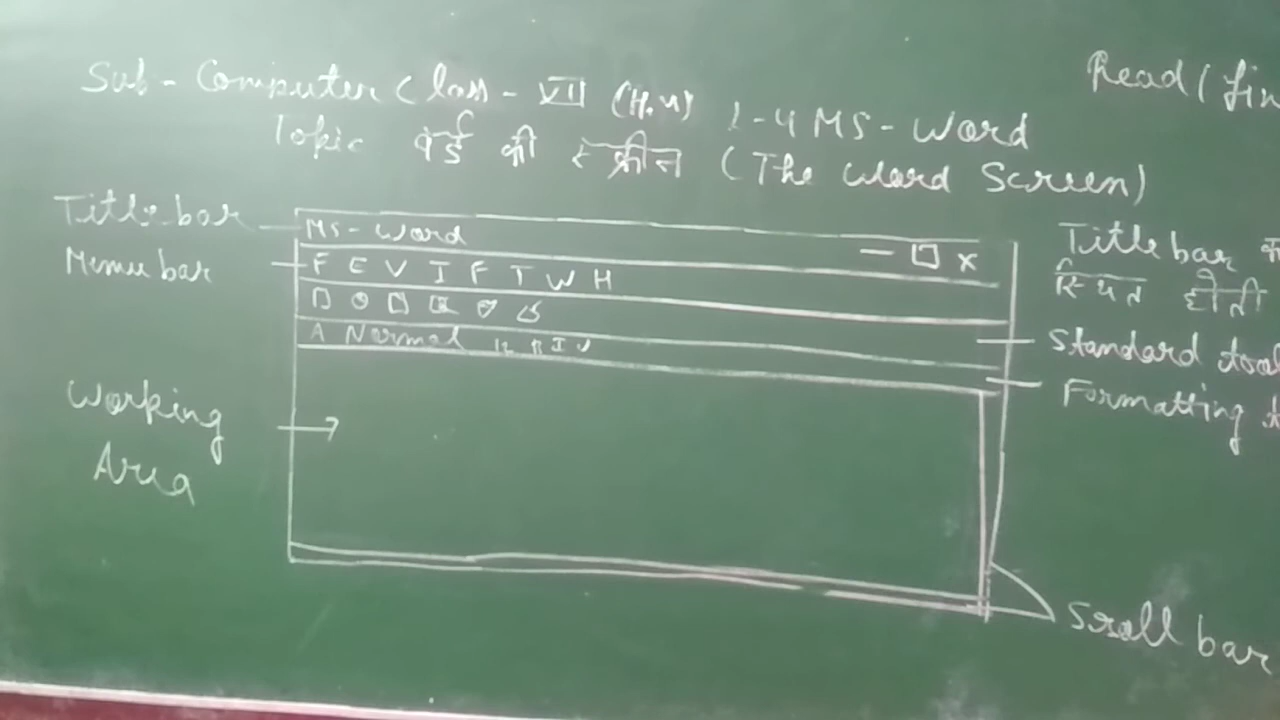 Sub - Computer Class - VII (H.W) L-4 MS-Word
Topic वर्ड की स्क्रीन (The Word Screen)
Read (
Title bar
Menu bar
Working
Area
MS-Word — □ x
F E V I F T W H
A Normal B I U
Title bar
स्थित होती
Standard
Formatting
Scroll bar